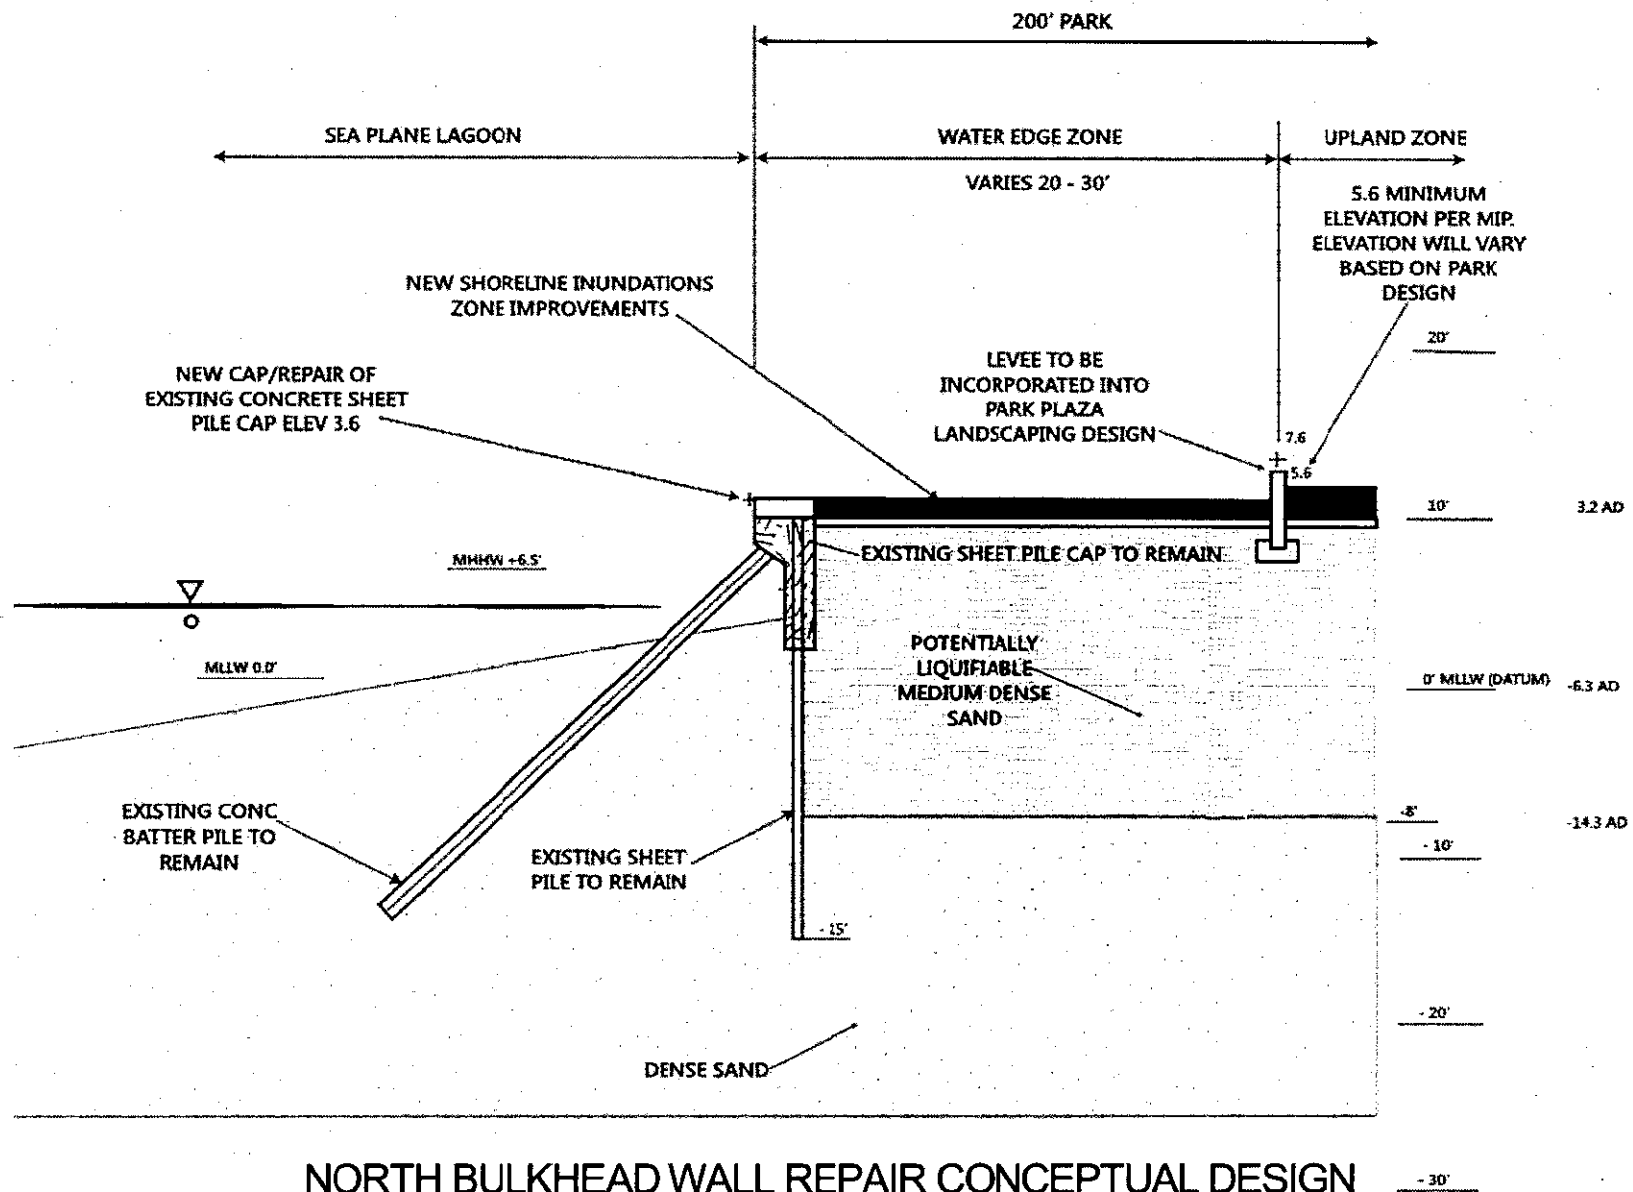 200' PARK
SEA PLANE LAGOON
WATER EDGE ZONE
UPLAND ZONE
VARIES 20 - 30'
5.6 MINIMUM
ELEVATION PER MIP.
ELEVATION WILL VARY
BASED ON PARK
DESIGN
NEW SHORELINE INUNDATIONS
ZONE IMPROVEMENTS
20'
LEVEE TO BE
INCORPORATED INTO
PARK PLAZA
LANDSCAPING DESIGN
NEW CAP/REPAIR OF
EXISTING CONCRETE SHEET
PILE CAP ELEV 3.6
7.6
5.6
10'
3.2 AD
EXISTING SHEET PILE CAP TO REMAIN
MHHW +6.5'
MLLW 0.0'
POTENTIALLY
LIQUIFIABLE
MEDIUM DENSE
SAND
0' MLLW (DATUM)
-6.3 AD
EXISTING CONC
BATTER PILE TO
REMAIN
-8'
-14.3 AD
- 10'
EXISTING SHEET
PILE TO REMAIN
- 15'
- 20'
DENSE SAND
NORTH BULKHEAD WALL REPAIR CONCEPTUAL DESIGN
- 30'